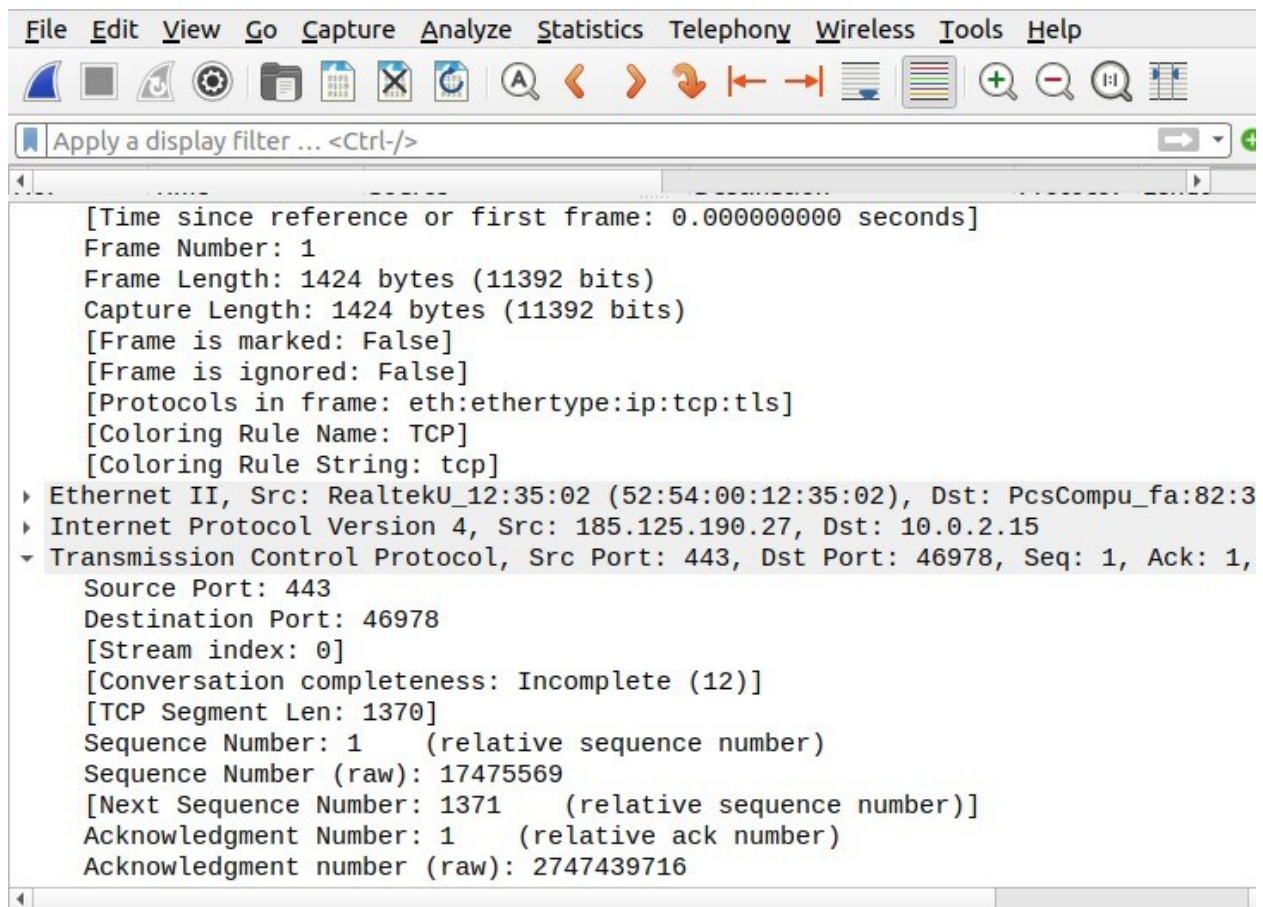 File Edit View Go Capture Analyze Statistics Telephony Wireless Tools Help
Apply a display filter ... <Ctrl-/>
[Time since reference or first frame: 0.000000000 seconds]
Frame Number: 1
Frame Length: 1424 bytes (11392 bits)
Capture Length: 1424 bytes (11392 bits)
[Frame is marked: False]
[Frame is ignored: False]
[Protocols in frame: eth:ethertype:ip:tcp:tls]
[Coloring Rule Name: TCP]
[Coloring Rule String: tcp]
Ethernet II, Src: RealtekU_12:35:02 (52:54:00:12:35:02), Dst: PcsCompu_fa:82:3
Internet Protocol Version 4, Src: 185.125.190.27, Dst: 10.0.2.15
Transmission Control Protocol, Src Port: 443, Dst Port: 46978, Seq: 1, Ack: 1,
Source Port: 443
Destination Port: 46978
[Stream index: 0]
[Conversation completeness: Incomplete (12)]
[TCP Segment Len: 1370]
Sequence Number: 1    (relative sequence number)
Sequence Number (raw): 17475569
[Next Sequence Number: 1371    (relative sequence number)]
Acknowledgment Number: 1    (relative ack number)
Acknowledgment number (raw): 2747439716